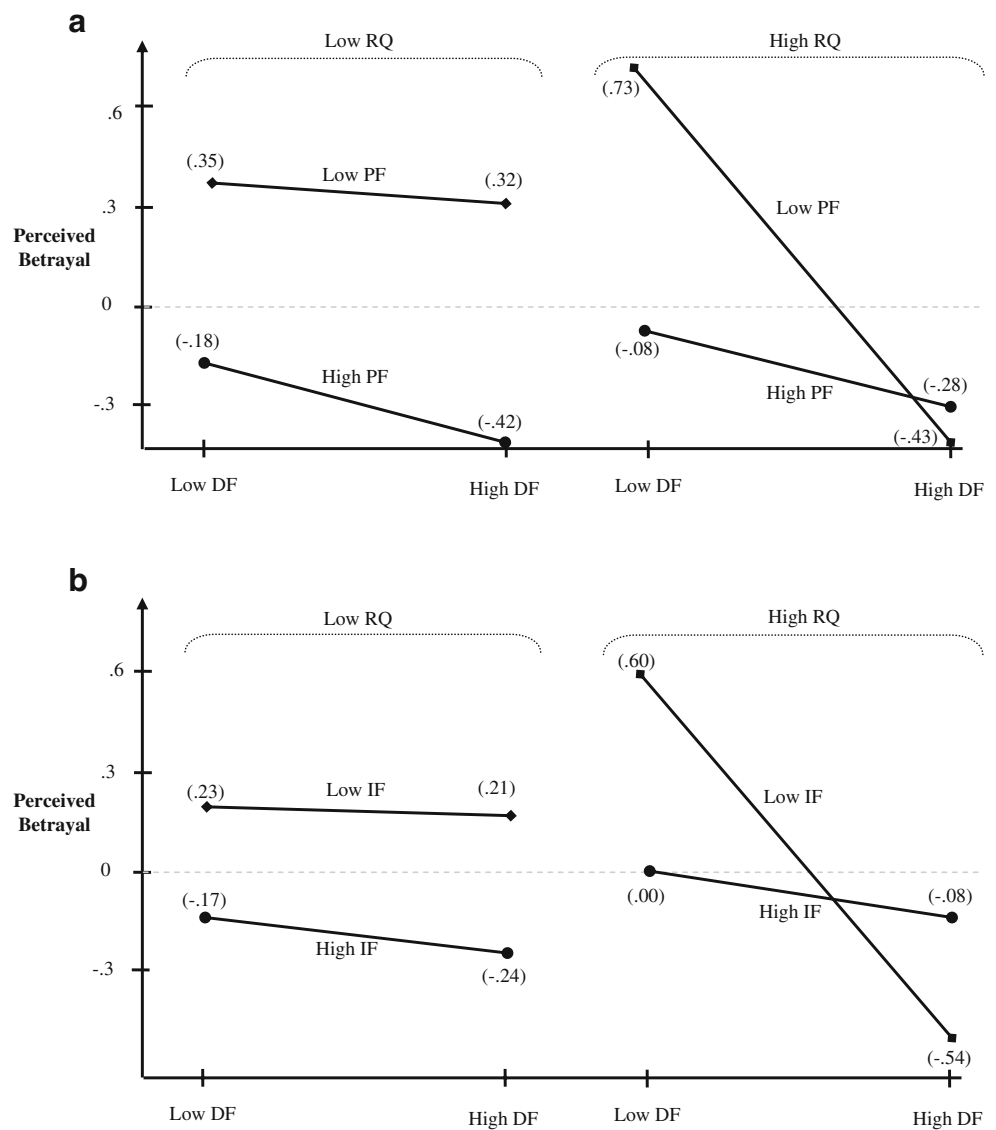 a
Low RQ
High RQ
.6
(.73)
(.35)
Low PF
(.32)
.3
Low PF
Perceived
Betrayal
0
(-.18)
(-.08)
High PF
(-.28)
High PF
-.3
(-.42)
(-.43)
Low DF
High DF
Low DF
High DF
b
Low RQ
High RQ
.6
(.60)
.3
(.23)
Low IF
(.21)
Low IF
Perceived
Betrayal
0
(-.17)
(.00)
(-.08)
High IF
High IF
-.3
(-.24)
(-.54)
Low DF
High DF
Low DF
High DF